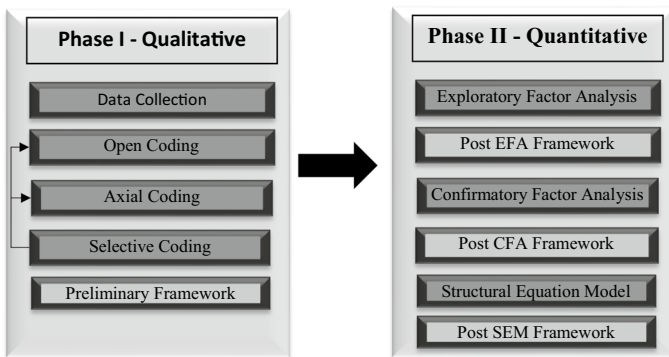 Phase I - Qualitative
Data Collection
Open Coding
Axial Coding
Selective Coding
Preliminary Framework
Phase II - Quantitative
Exploratory Factor Analysis
Post EFA Framework
Confirmatory Factor Analysis
Post CFA Framework
Structural Equation Model
Post SEM Framework